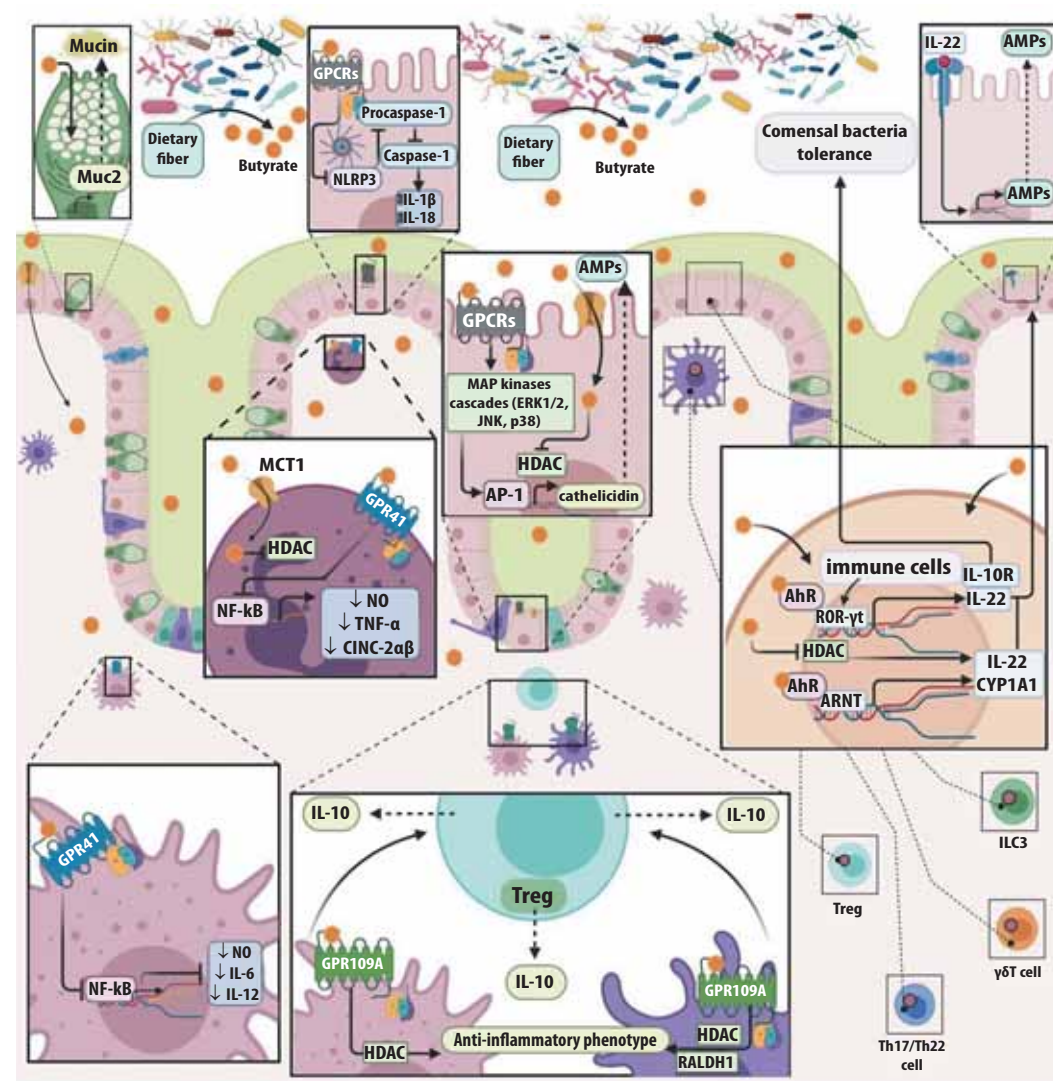 Mucin
Muc2
Dietary
fiber
Butyrate
GPCRs
Procaspase-1
Caspase-1
NLRP3
IL-1β
IL-18
Dietary
fiber
Butyrate
Comensal bacteria
tolerance
IL-22
AMPs
AMPs
AMPs
GPCRs
MAP kinases
cascades (ERK1/2,
JNK, p38)
HDAC
AP-1
cathelicidin
MCT1
GPR41
HDAC
NF-kB
↓ NO
↓ TNF-α
↓ CINC-2αβ
immune cells
IL-10R
IL-22
AhR
ROR-γt
HDAC
IL-22
CYP1A1
AhR
ARNT
GPR41
NF-kB
↓ NO
↓ IL-6
↓ IL-12
IL-10
IL-10
Treg
IL-10
GPR109A
GPR109A
HDAC
Anti-inflammatory phenotype
HDAC
RALDH1
Treg
ILC3
γδT cell
Th17/Th22
cell